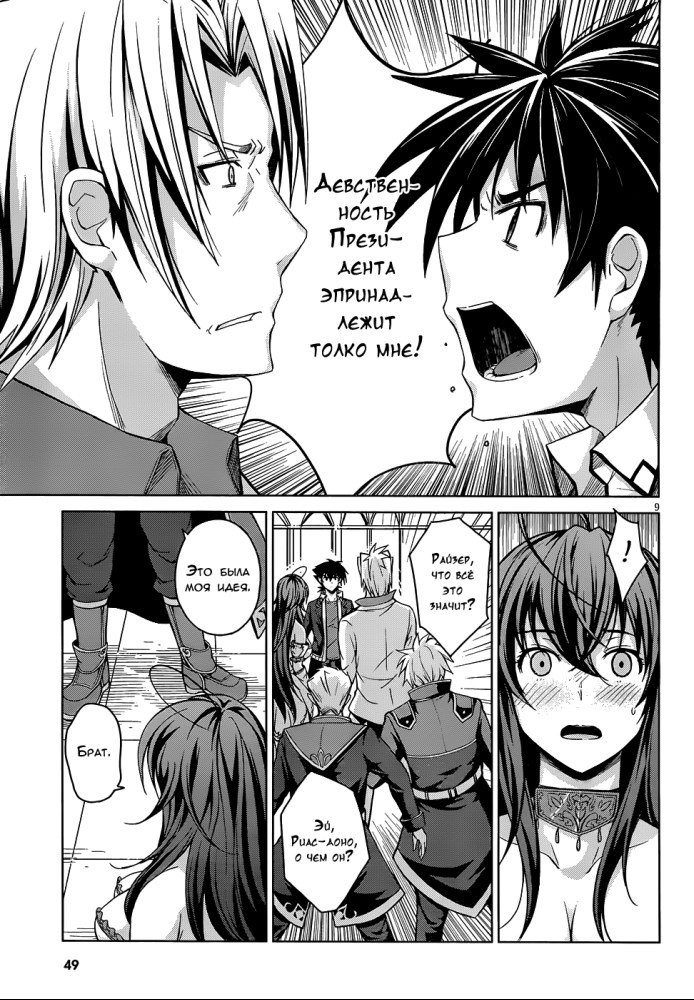 Девствен-
ность
Прези-
дента
эпринад-
лежит
толко мне!
9
!
Райзер,
что всё
это
значит?
Эй,
Риас-доно,
о чем он?
Это была
моя идея.
Брат.
49